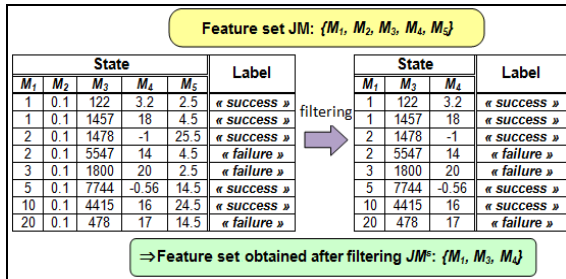 Feature set JM: {M1, M2, M3, M4, M5}
State Label
M1 M2 M3 M4 M5
1 0.1 122 3.2 2.5 « success »
1 0.1 1457 18 4.5 « success »
2 0.1 1478 -1 25.5 « success »
2 0.1 5547 14 4.5 « failure »
3 0.1 1800 20 2.5 « failure »
5 0.1 7744 -0.56 14.5 « success »
10 0.1 4415 16 24.5 « success »
20 0.1 478 17 14.5 « failure »
filtering
State Label
M1 M3 M4
1 122 3.2 « success »
1 1457 18 « success »
2 1478 -1 « success »
2 5547 14 « failure »
3 1800 20 « failure »
5 7744 -0.56 « success »
10 4415 16 « success »
20 478 17 « failure »
⇒Feature set obtained after filtering JMs: {M1, M3, M4}